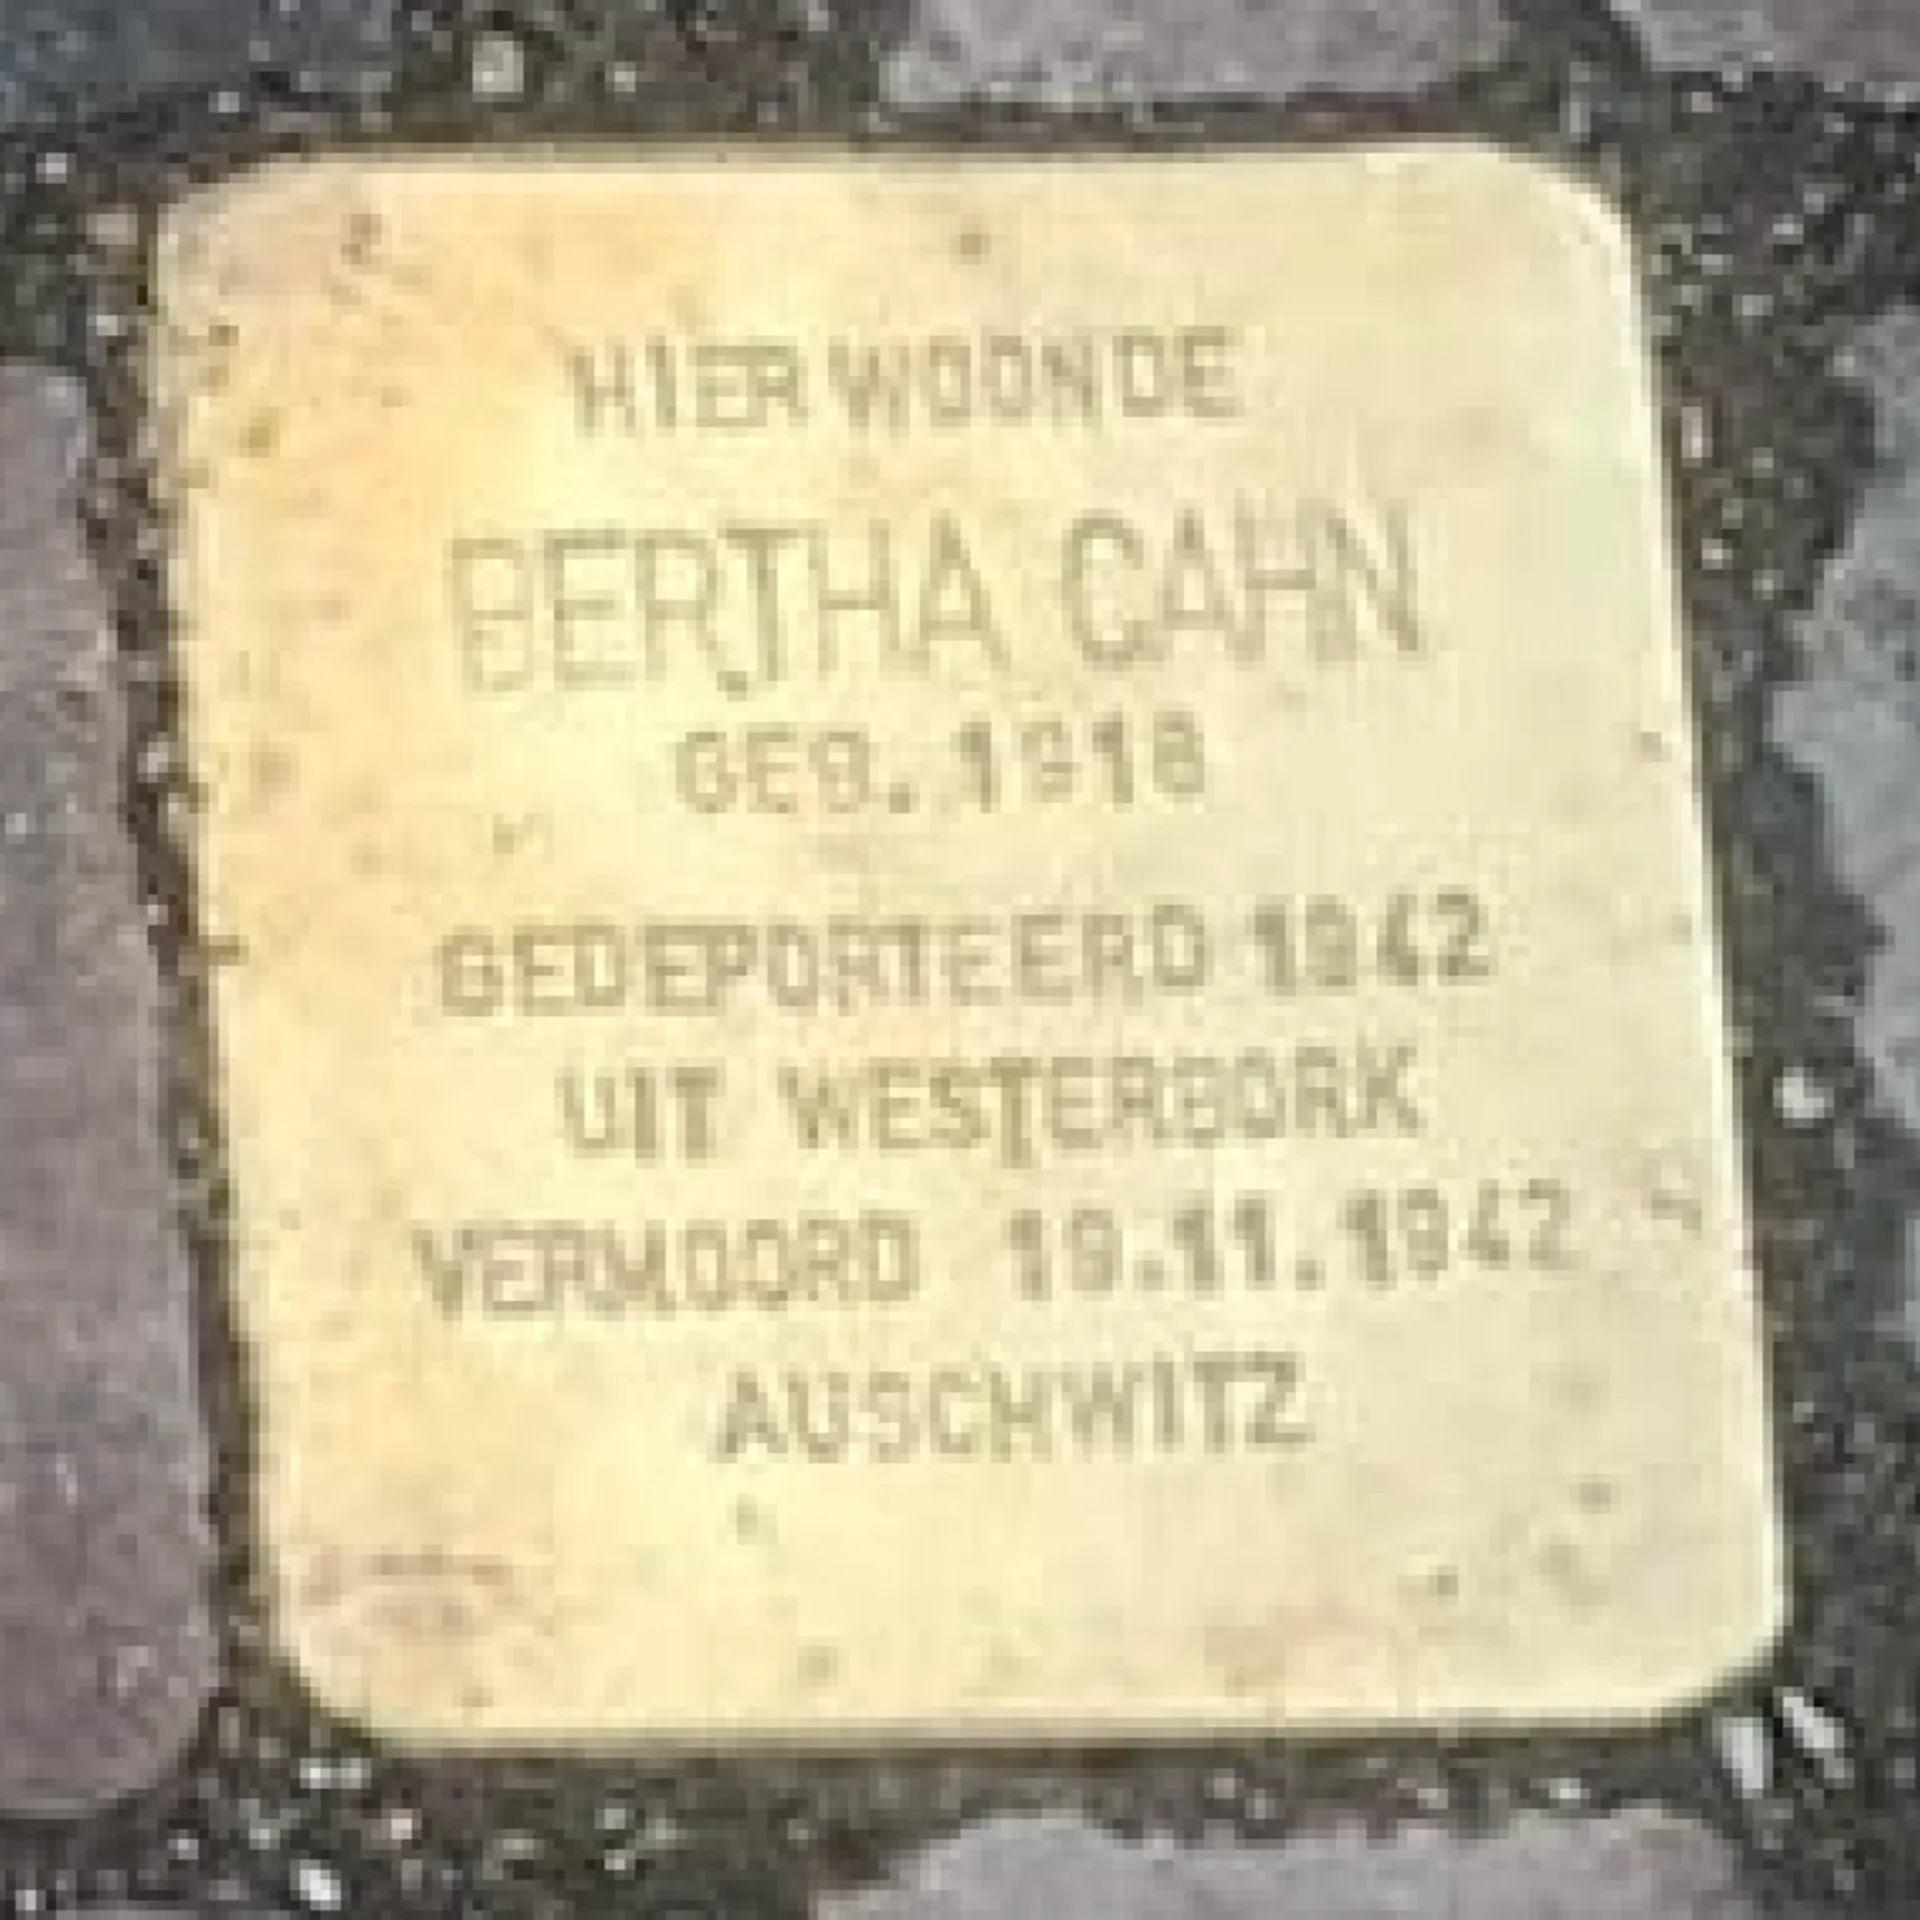 HIER WOONDE
BERTHA CAHN
GEB. 1918
GEDEPORTEERD 1942
UIT WESTERBORK
VERMOORD 19.11.1942
AUSCHWITZ